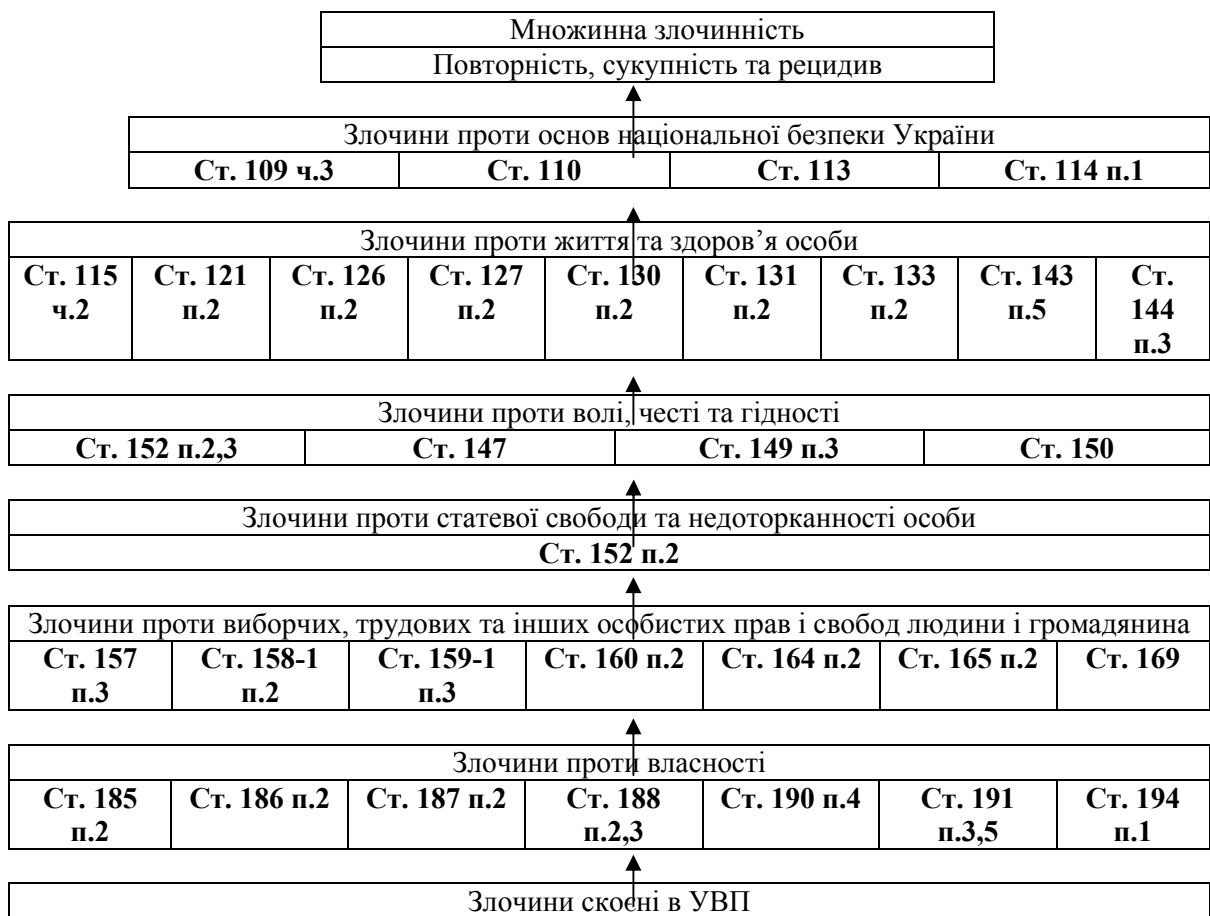 Множинна злочинність
Повторність, сукупність та рецидив
Злочини проти основ національної безпеки України
Ст. 109 ч.3 Ст. 110 Ст. 113 Ст. 114 п.1
Злочини проти життя та здоров’я особи
Ст. 115 Ст. 121 Ст. 126 Ст. 127 Ст. 130 Ст. 131 Ст. 133 Ст. 143 Ст.
ч.2 п.2 п.2 п.2 п.2 п.2 п.2 п.5 144
п.3
Злочини проти волі, честі та гідності
Ст. 152 п.2,3 Ст. 147 Ст. 149 п.3 Ст. 150
Злочини проти статевої свободи та недоторканності особи
Ст. 152 п.2
Злочини проти виборчих, трудових та інших особистих прав і свобод людини і громадянина
Ст. 157 Ст. 158-1 Ст. 159-1 Ст. 160 п.2 Ст. 164 п.2 Ст. 165 п.2 Ст. 169
п.3 п.2 п.3
Злочини проти власності
Ст. 185 Ст. 186 п.2 Ст. 187 п.2 Ст. 188 Ст. 190 п.4 Ст. 191 Ст. 194
п.2 п.2,3 п.3,5 п.1
Злочини скоєні в УВП